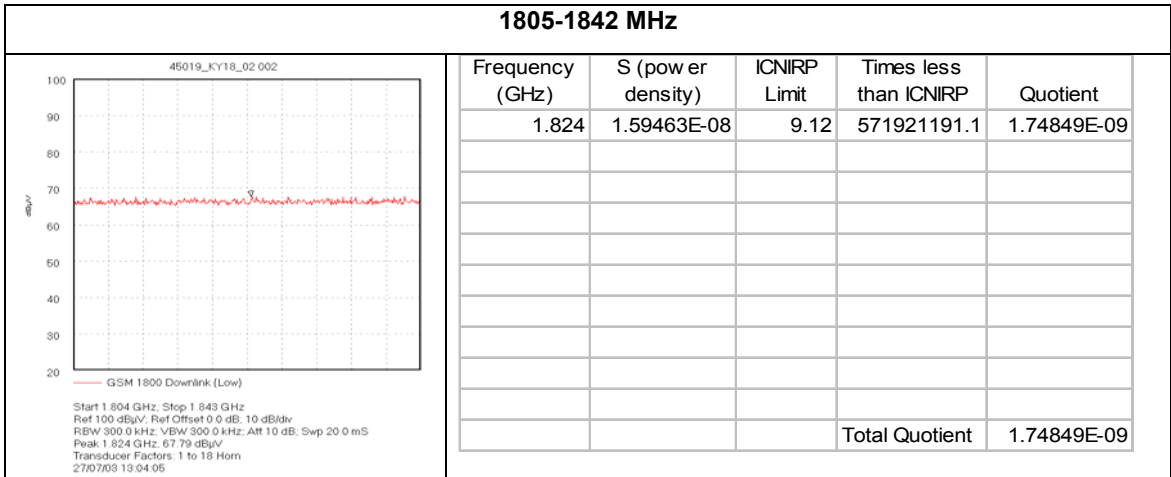 1805-1842 MHz
45019_KY18_02 002
100
90
80
70
60
50
40
30
20
dBµV
GSM 1800 Downlink (Low)
Start 1.804 GHz; Stop 1.843 GHz
Ref 100 dBµV; Ref Offset 0.0 dB; 10 dB/div
RBW 300.0 kHz; VBW 300.0 kHz; Att 10 dB; Swp 20.0 mS
Peak 1.824 GHz, 67.79 dBµV
Transducer Factors: 1 to 18 Horn
27/07/03 13:04:05
Frequency (GHz) S (pow er density) ICNIRP Limit Times less than ICNIRP Quotient
1.824 1.59463E-08 9.12 571921191.1 1.74849E-09
Total Quotient 1.74849E-09